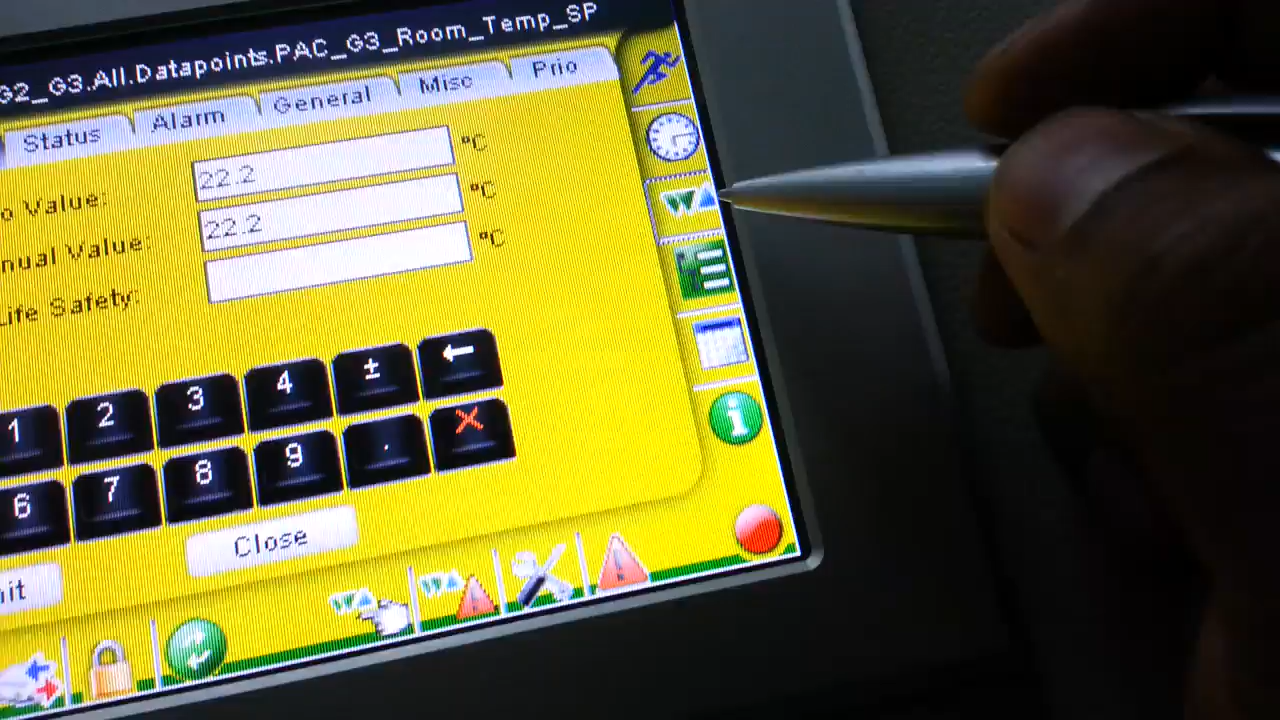 G2_G3.All.Datapoints.PAC_G3_Room_Temp_SP
Status Alarm General Misc Prio
o Value: 22.2 °C
nual Value: 22.2 °C
Life Safety: °C
1 2 3 4 ± ←
6 7 8 9 . X
nit Close